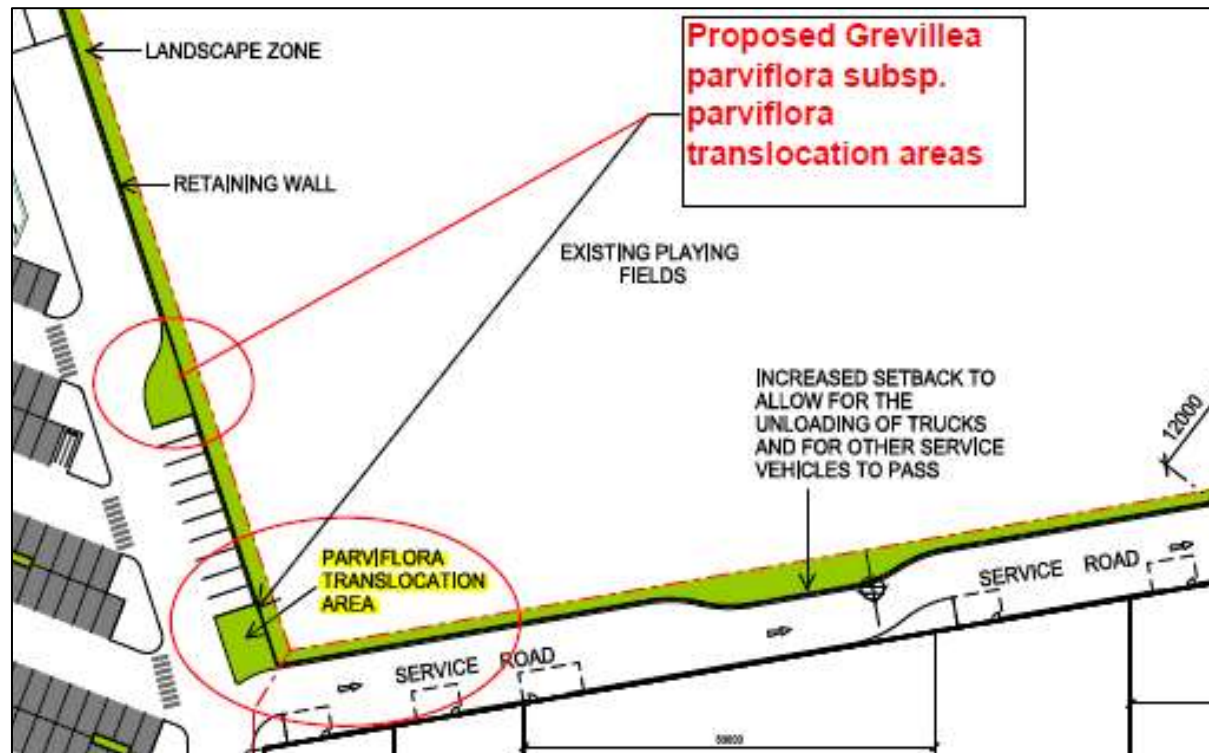 LANDSCAPE ZONE
RETAINING WALL
Proposed Grevillea
parviflora subsp.
parviflora
translocation areas
EXISTING PLAYING
FIELDS
INCREASED SETBACK TO
ALLOW FOR THE
UNLOADING OF TRUCKS
AND FOR OTHER SERVICE
VEHICLES TO PASS
12000
PARVIFLORA
TRANSLOCATION
AREA
SERVICE ROAD
SERVICE ROAD